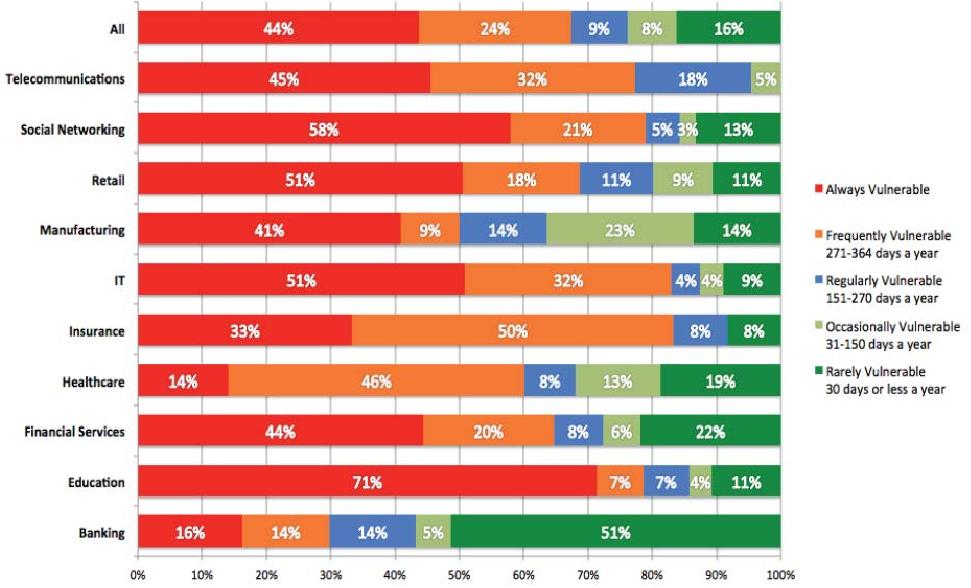 All 44% 24% 9% 8% 16%
Telecommunications 45% 32% 18% 5%
Social Networking 58% 21% 5% 3% 13%
Retail 51% 18% 11% 9% 11%
Manufacturing 41% 9% 14% 23% 14%
IT 51% 32% 4% 4% 9%
Insurance 33% 50% 8% 8%
Healthcare 14% 46% 8% 13% 19%
Financial Services 44% 20% 8% 6% 22%
Education 71% 7% 7% 4% 11%
Banking 16% 14% 14% 5% 51%
0% 10% 20% 30% 40% 50% 60% 70% 80% 90% 100%
Always Vulnerable
Frequently Vulnerable
271-364 days a year
Regularly Vulnerable
151-270 days a year
Occasionally Vulnerable
31-150 days a year
Rarely Vulnerable
30 days or less a year